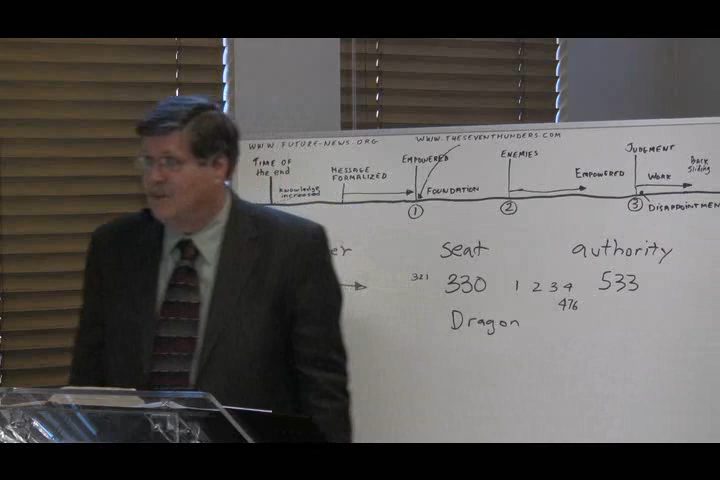 WWW. FUTURE-NEWS.ORG
WWW.THESEVENTHUNDERS.COM
TIME OF the end
Knowledge increased
MESSAGE FORMALIZED
EMPOWERED
FOUNDATION
ENEMIES
EMPOWERED
JUDGMENT
WORK
Back Sliding
DISAPPOINTMEN
1
2
3
er
seat
authority
321
330
1 2 3 4
476
533
Dragon